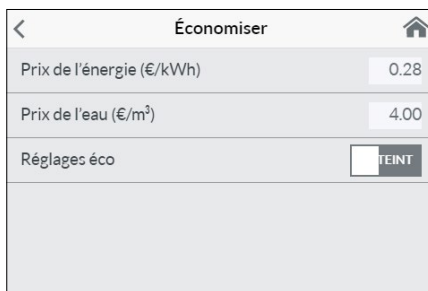 Économiser
Prix de l'énergie (€/kWh) 0.28
Prix de l'eau (€/m³) 4.00
Réglages éco TEINT